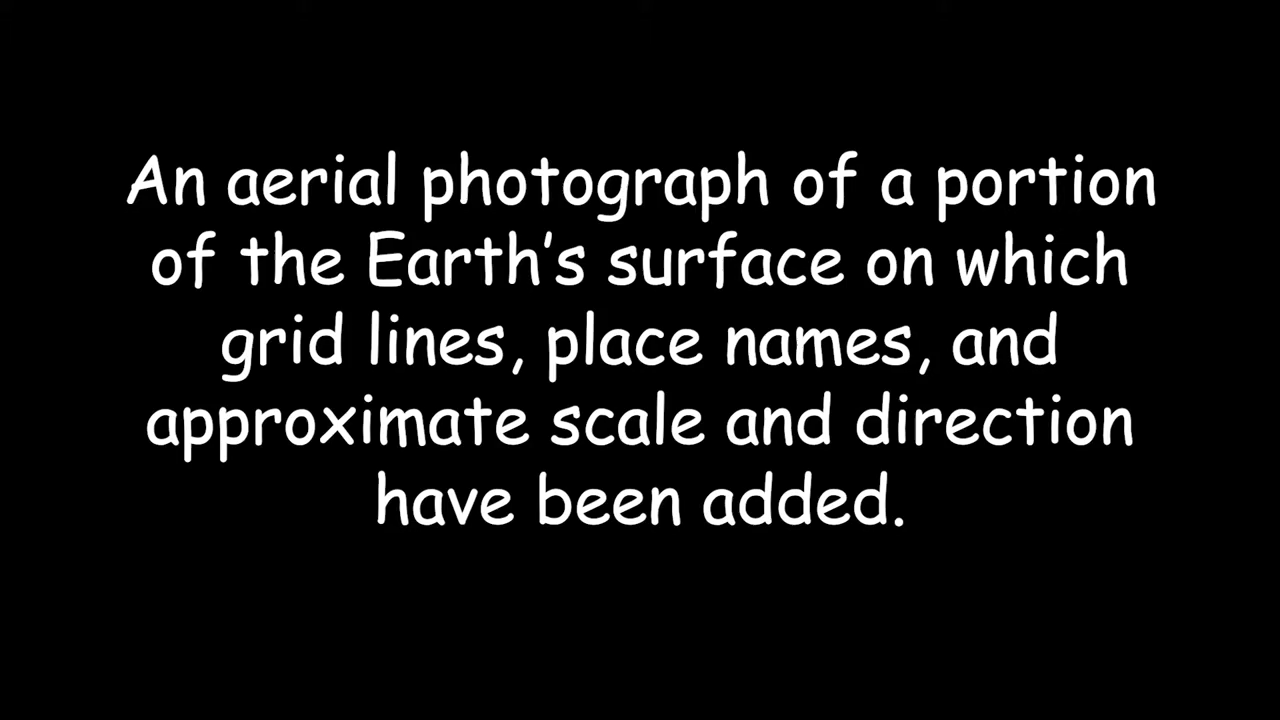 An aerial photograph of a portion
of the Earth's surface on which
grid lines, place names, and
approximate scale and direction
have been added.